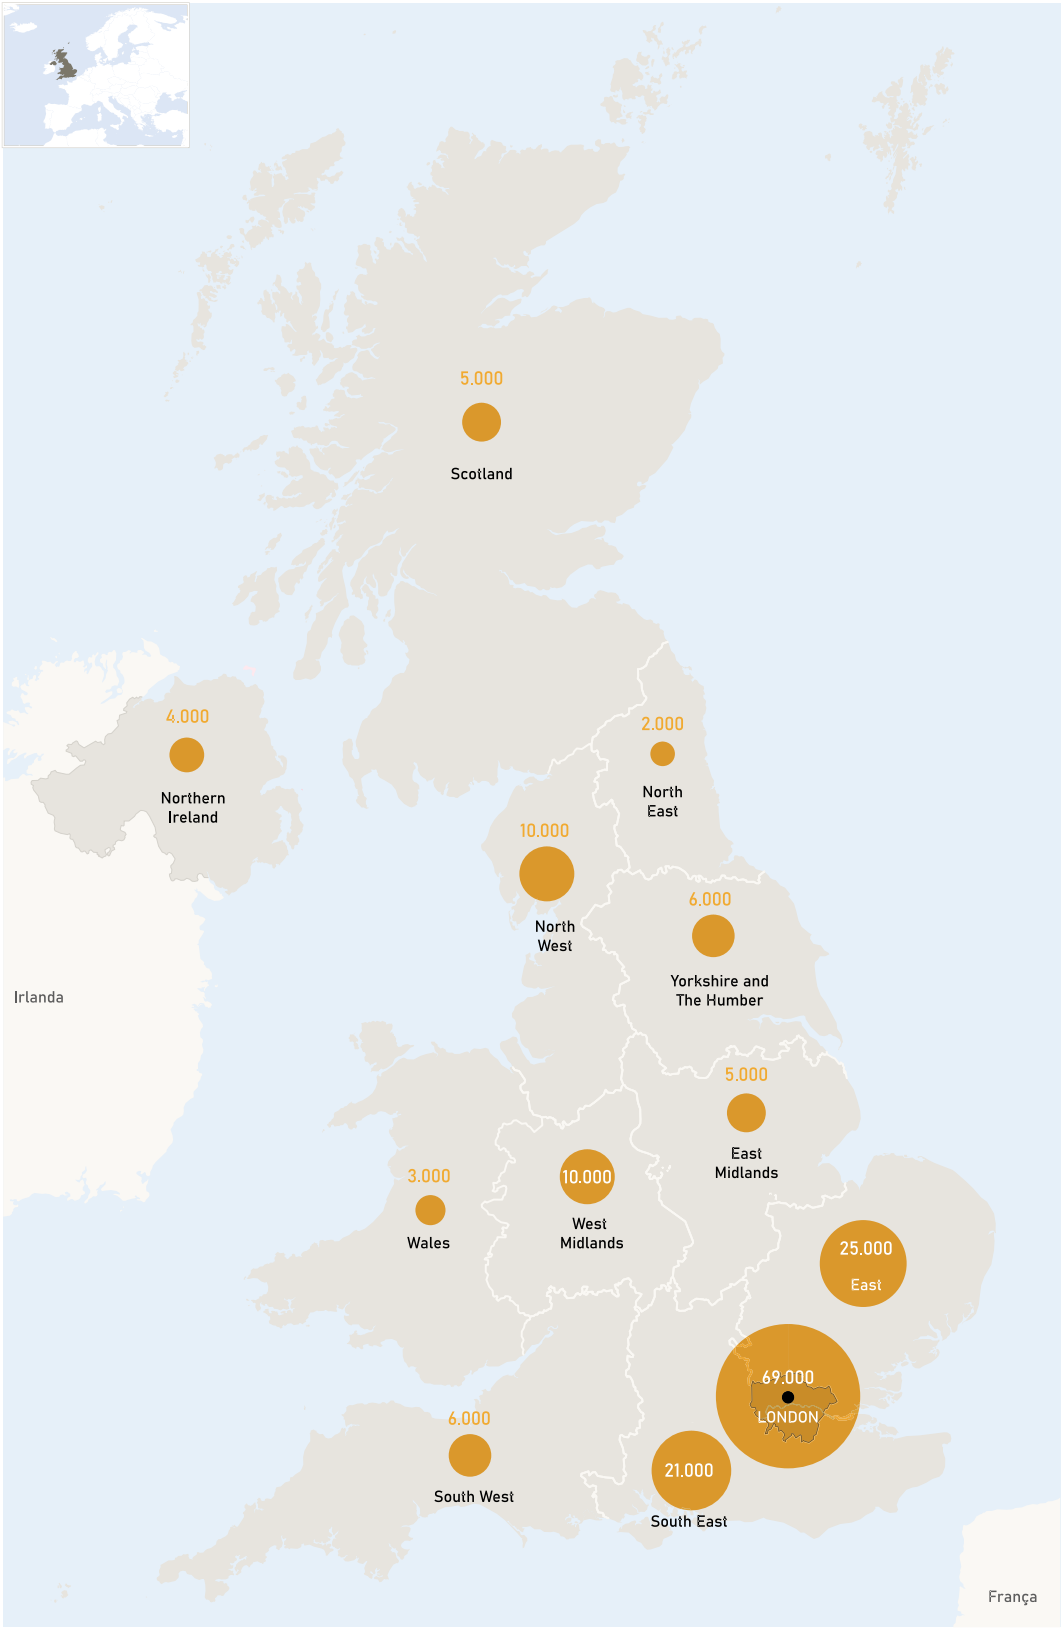 5.000
Scotland
4.000
Northern
Ireland
2.000
North
East
10.000
North
West
6.000
Yorkshire and
The Humber
Irlanda
5.000
East
Midlands
3.000
Wales
10.000
West
Midlands
25.000
East
69.000
LONDON
6.000
South West
21.000
South East
França